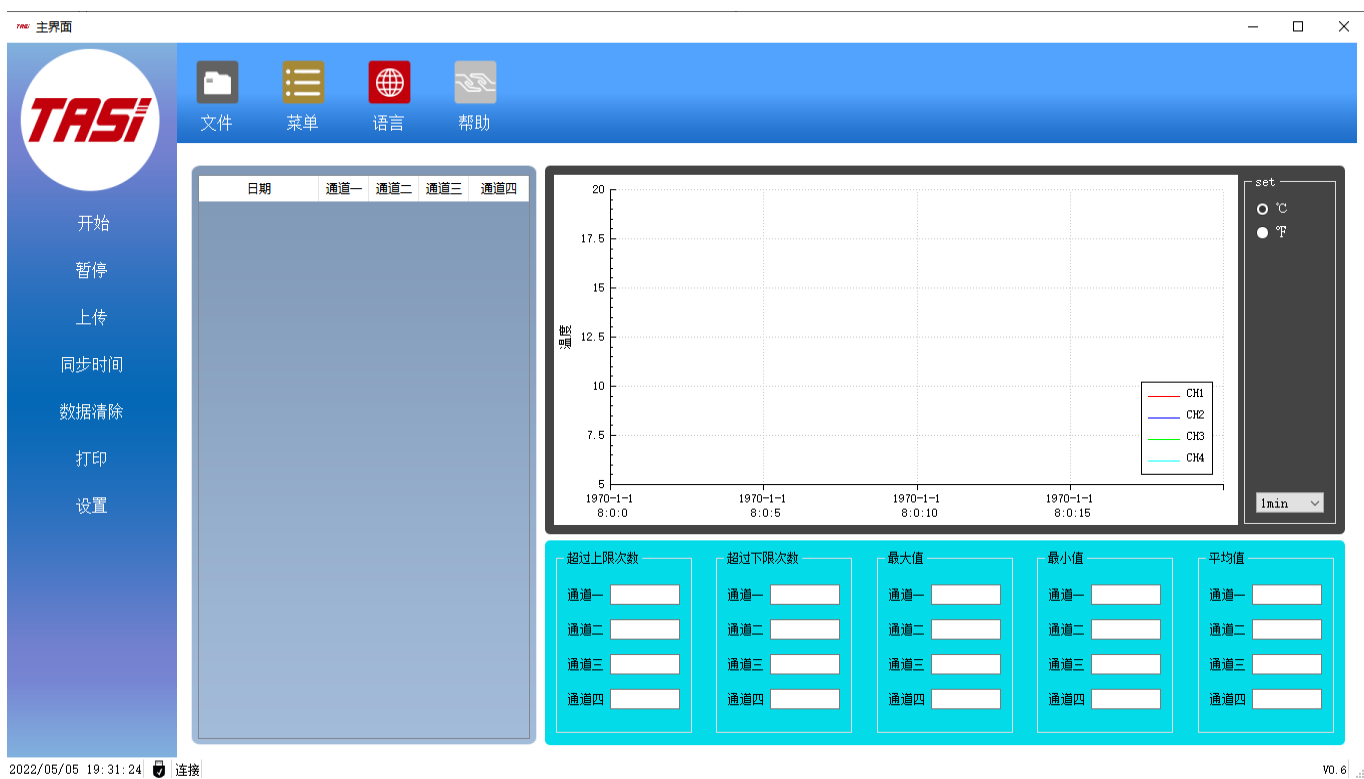 TASI 主界面
TASI
文件 菜单 语言 帮助
开始
暂停
上传
同步时间
数据清除
打印
设置
日期 通道一 通道二 通道三 通道四
温度
20
17.5
15
12.5
10
7.5
5
1970-1-1 1970-1-1 1970-1-1 1970-1-1
8:0:0 8:0:5 8:0:10 8:0:15
CH1
CH2
CH3
CH4
set
℃
℉
1min
超过上限次数 超过下限次数 最大值 最小值 平均值
通道一 通道一 通道一 通道一 通道一
通道二 通道二 通道二 通道二 通道二
通道三 通道三 通道三 通道三 通道三
通道四 通道四 通道四 通道四 通道四
2022/05/05 19:31:24 连接 V0.6